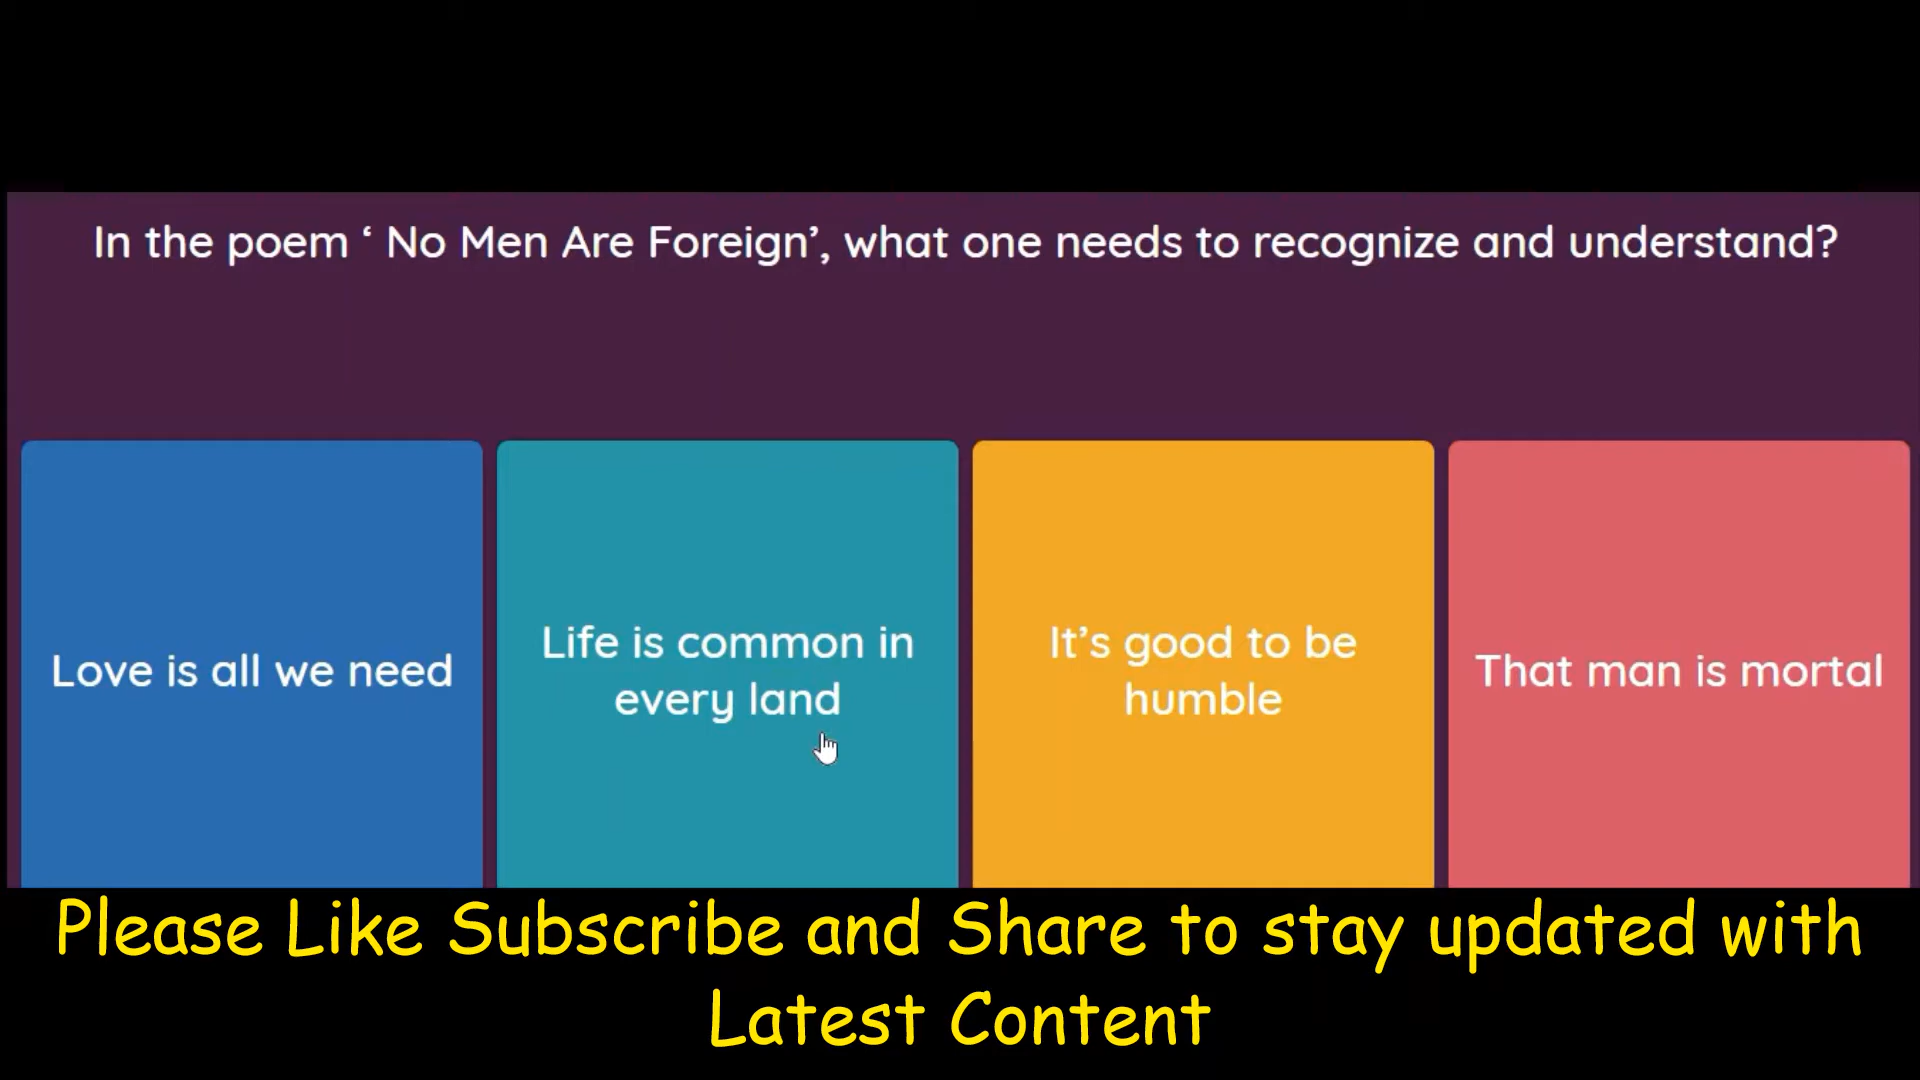 In the poem ‘ No Men Are Foreign’, what one needs to recognize and understand?
Love is all we need
Life is common in
every land
It’s good to be
humble
That man is mortal
Please Like Subscribe and Share to stay updated with
Latest Content